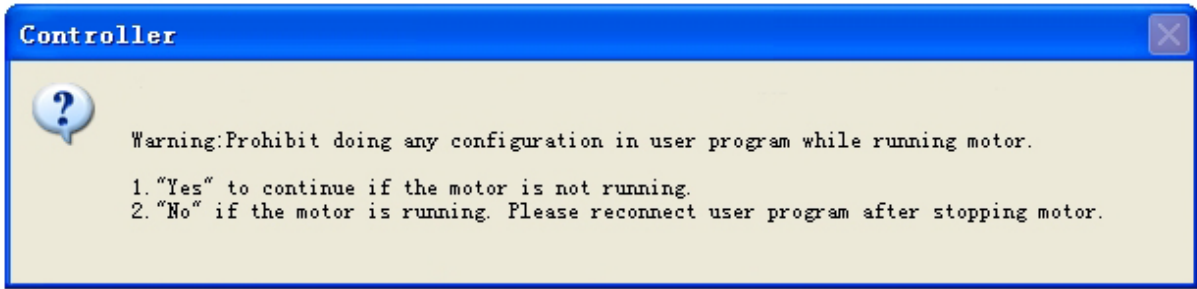 Controller
Warning:Prohibit doing any configuration in user program while running motor.
1."Yes" to continue if the motor is not running.
2."No" if the motor is running. Please reconnect user program after stopping motor.